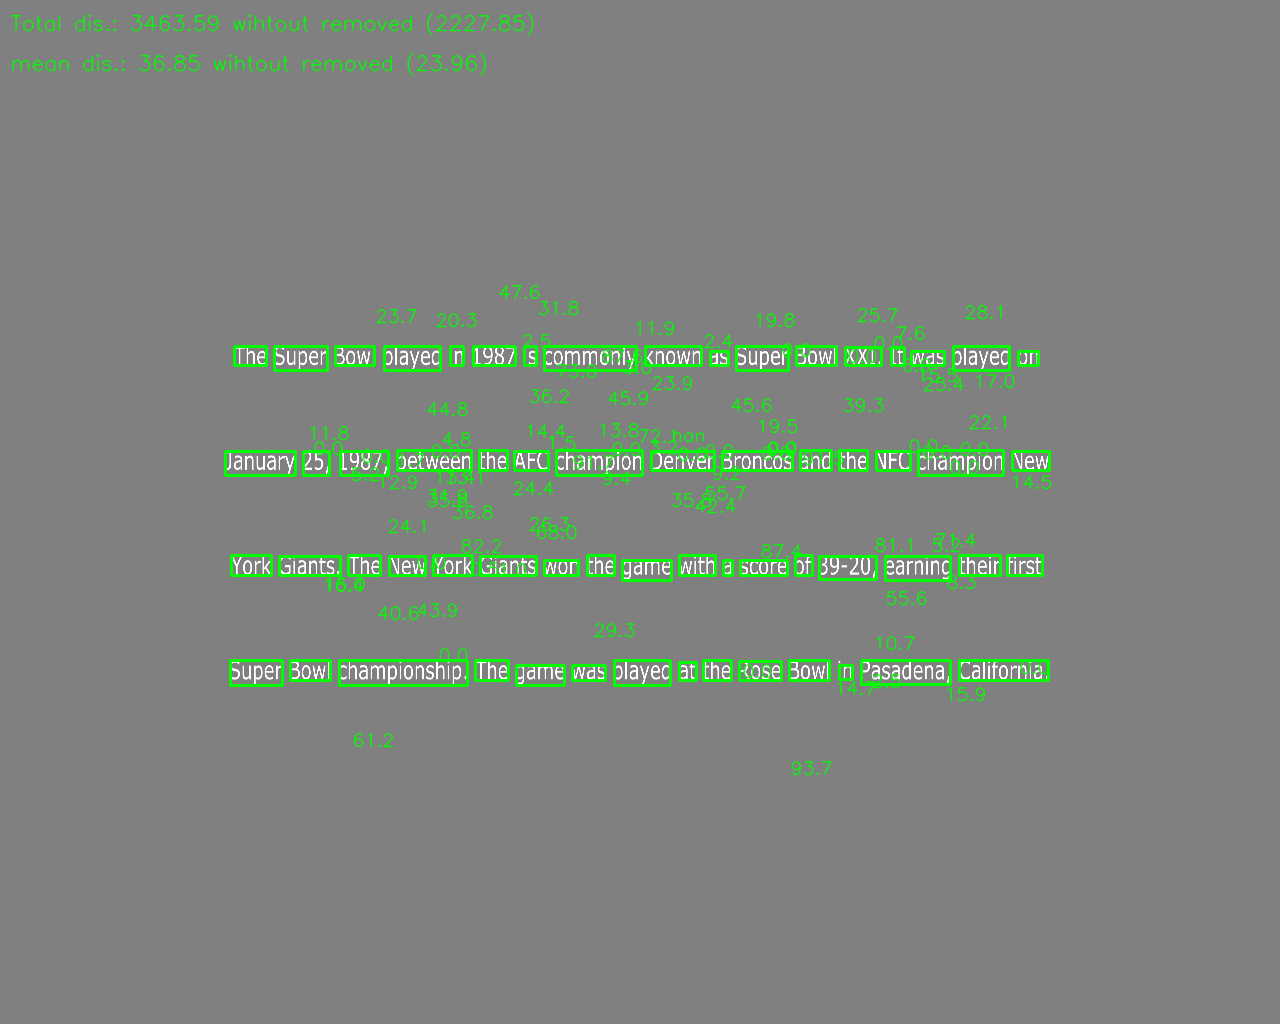 Total dis.: 3463.59 wihtout removed (2227.85)
mean dis.: 36.85 wihtout removed (23.96)
47.6
31.8
23.7 20.3 11.9 2.4 19.8 25.7 7.6 28.1
The Super Bowl played in 1987 is commonly known as Super Bowl XXI. It was played on
23.9 25.4 17.0
44.8 36.2 45.9 45.6 39.3
11.8 4.8 14.4 1.5 13.8 19.5 22.1
January 25, 1987, between the AFC champion Denver Broncos and the NFC champion New
12.9 24.4 9.4 9.2 14.5
36.8 35.6 55.7 42.4
24.1 26.3 68.0
82.2 87.4 81.1 5.2 71.4
York Giants. The New York Giants won the game with a score of 39-20, earning their first
8.3
40.6 43.9 55.6
29.3 10.7
0.0
Super Bowl championship. The game was played at the Rose Bowl in Pasadena, California.
14.7 15.9
61.2
93.7